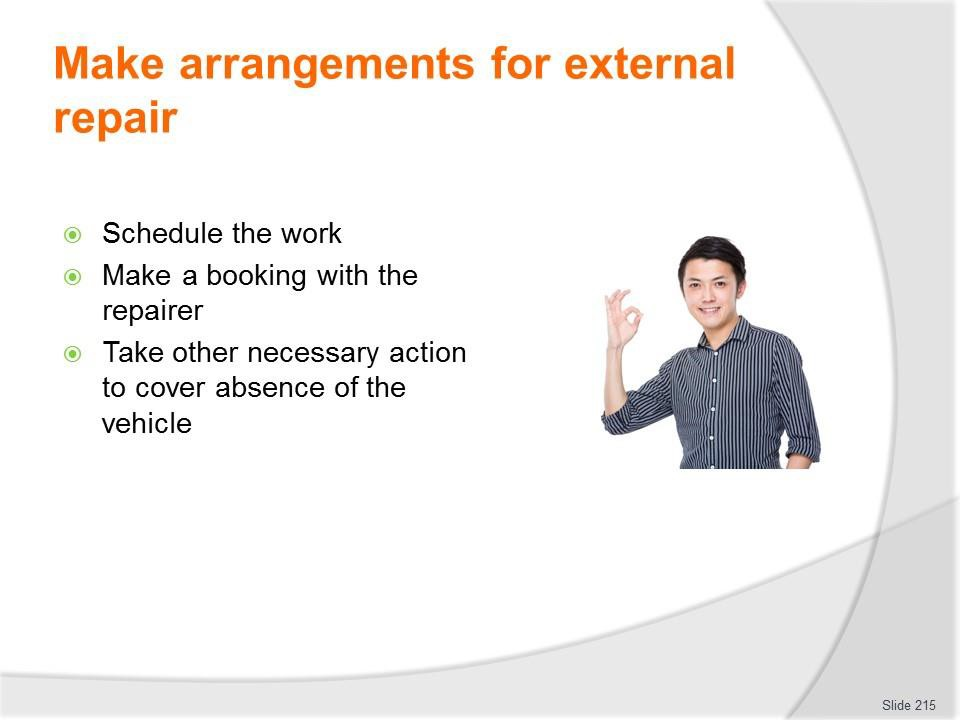 Make arrangements for external
repair
Schedule the work
Make a booking with the
repairer
Take other necessary action
to cover absence of the
vehicle
Slide 215